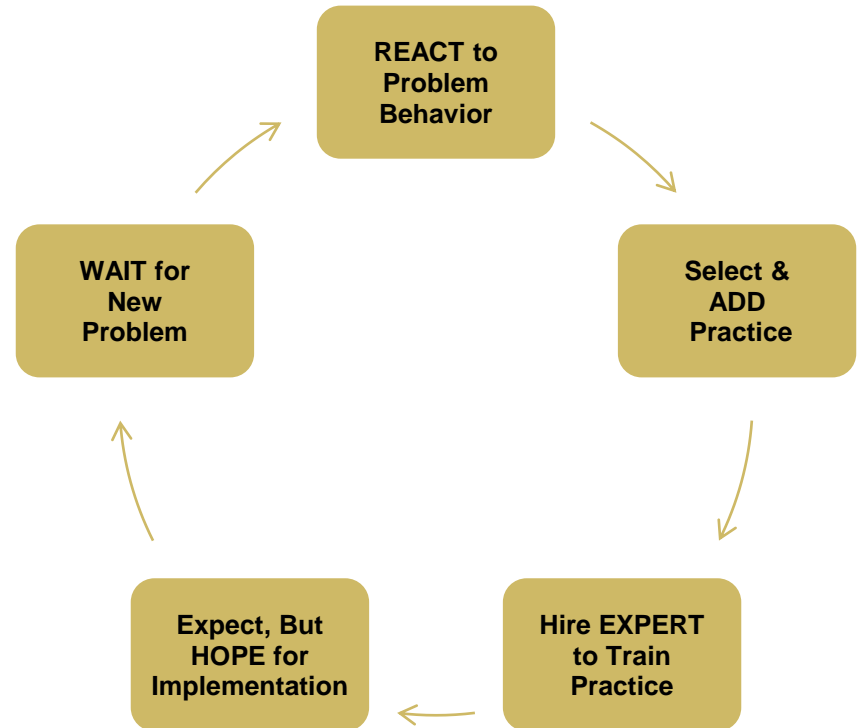 REACT to
Problem
Behavior
Select &
ADD
Practice
Hire EXPERT
to Train
Practice
Expect, But
HOPE for
Implementation
WAIT for
New
Problem